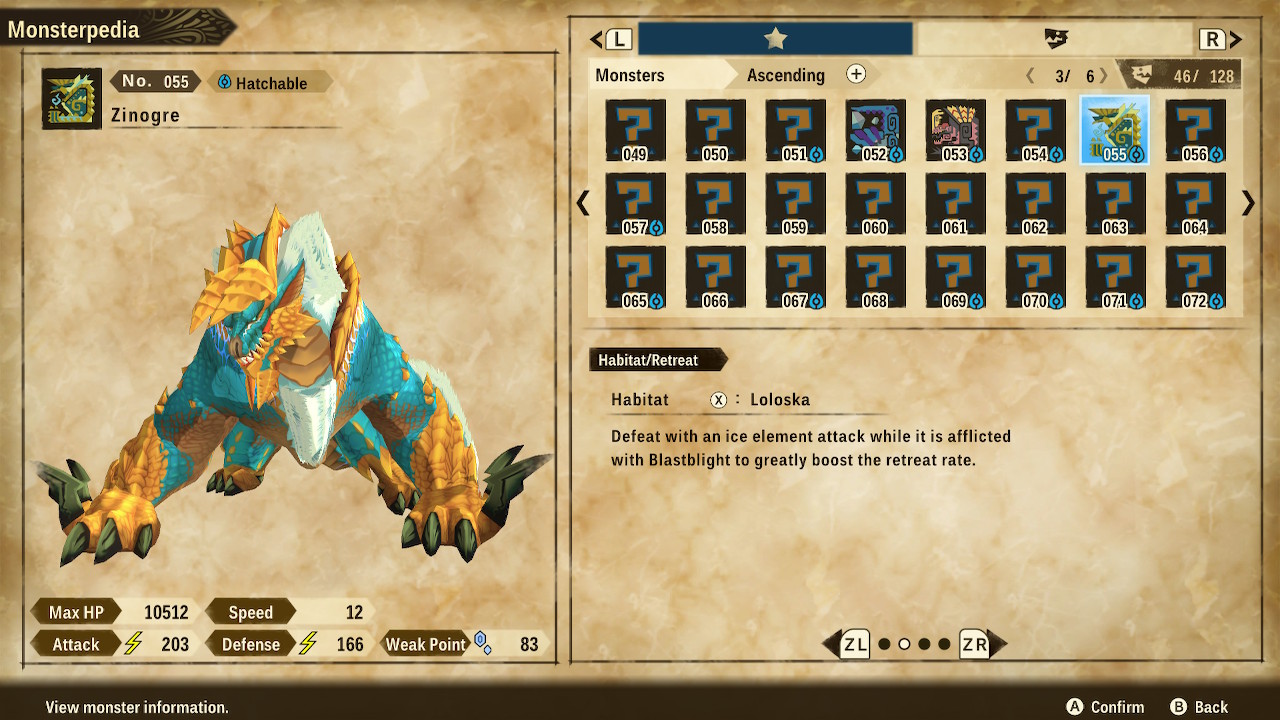 Monsterpedia
No. 055
Hatchable
Zinogre
Max HP 10512
Speed 12
Attack 203
Defense 166
Weak Point 83
L
R
Monsters
Ascending
3/ 6
46/ 128
049 050 051 052 053 054 055 056
057 058 059 060 061 062 063 064
065 066 067 068 069 070 071 072
Habitat/Retreat
Habitat X : Loloska
Defeat with an ice element attack while it is afflicted
with Blastblight to greatly boost the retreat rate.
ZL ZR
View monster information.
A Confirm B Back